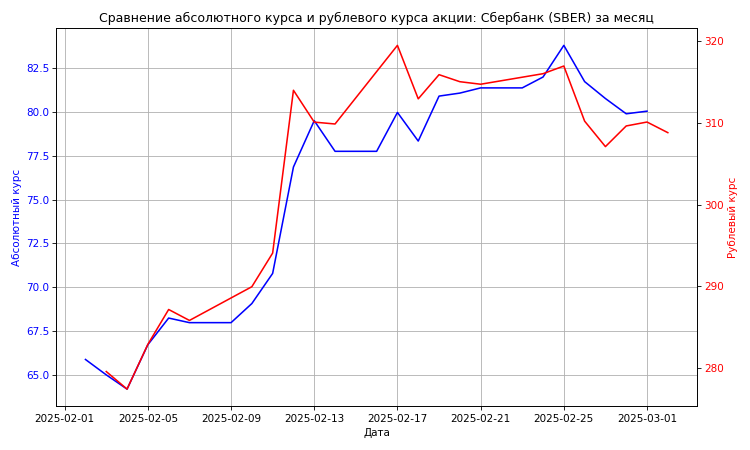 Сравнение абсолютного курса и рублевого курса акции: Сбербанк (SBER) за месяц
Абсолютный курс
82.5
80.0
77.5
75.0
72.5
70.0
67.5
65.0
320
310
300
290
280
Рублевый курс
2025-02-01 2025-02-05 2025-02-09 2025-02-13 2025-02-17 2025-02-21 2025-02-25 2025-03-01
Дата